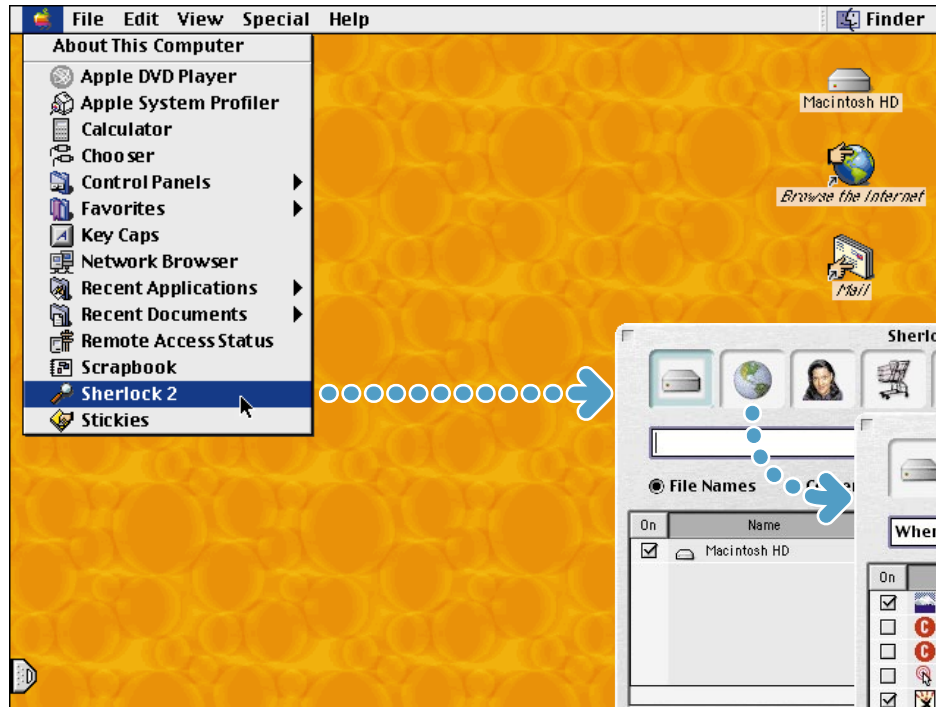 File Edit View Special Help
Finder
About This Computer
Apple DVD Player
Apple System Profiler
Calculator
Chooser
Control Panels
Favorites
Key Caps
Network Browser
Recent Applications
Recent Documents
Remote Access Status
Scrapbook
Sherlock 2
Stickies
Macintosh HD
Browse the Internet
Mail
Sherlo
File Names
On Name
Macintosh HD
Wher
On